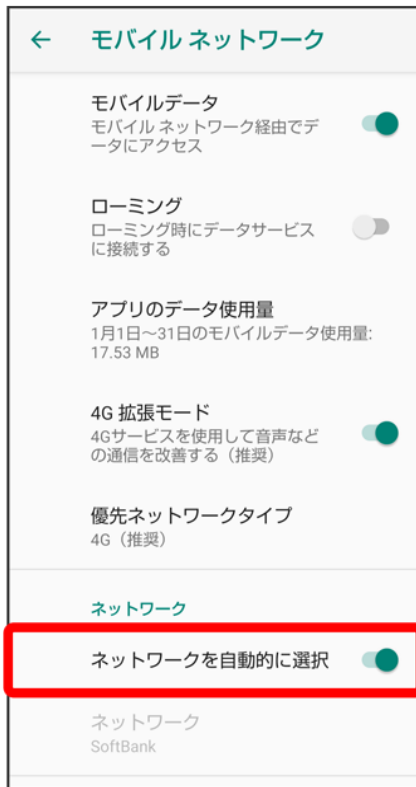 モバイル ネットワーク
モバイルデータ
モバイル ネットワーク経由でデ
ータにアクセス
ローミング
ローミング時にデータサービス
に接続する
アプリのデータ使用量
1月1日～31日のモバイルデータ使用量:
17.53 MB
4G 拡張モード
4Gサービスを使用して音声など
の通信を改善する（推奨）
優先ネットワークタイプ
4G（推奨）
ネットワーク
ネットワークを自動的に選択
ネットワーク
SoftBank